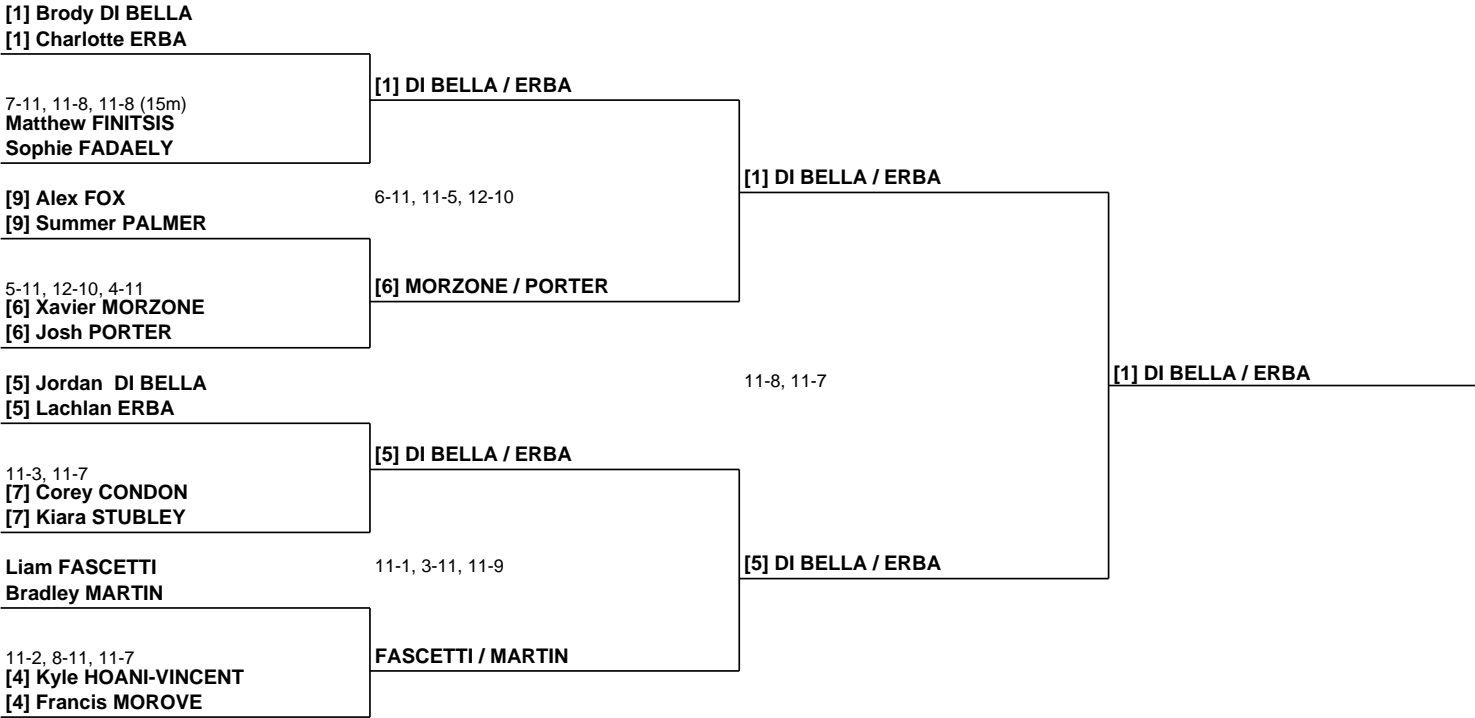 [1] Brody DI BELLA
[1] Charlotte ERBA
[1] DI BELLA / ERBA
7-11, 11-8, 11-8 (15m)
Matthew FINITSIS
Sophie FADAELY
[1] DI BELLA / ERBA
[9] Alex FOX
6-11, 11-5, 12-10
[9] Summer PALMER
[6] MORZONE / PORTER
5-11, 12-10, 4-11
[6] Xavier MORZONE
[6] Josh PORTER
[1] DI BELLA / ERBA
[5] Jordan  DI BELLA
11-8, 11-7
[5] Lachlan ERBA
[5] DI BELLA / ERBA
11-3, 11-7
[7] Corey CONDON
[7] Kiara STUBLEY
[5] DI BELLA / ERBA
Liam FASCETTI
11-1, 3-11, 11-9
Bradley MARTIN
FASCETTI / MARTIN
11-2, 8-11, 11-7
[4] Kyle HOANI-VINCENT
[4] Francis MOROVE